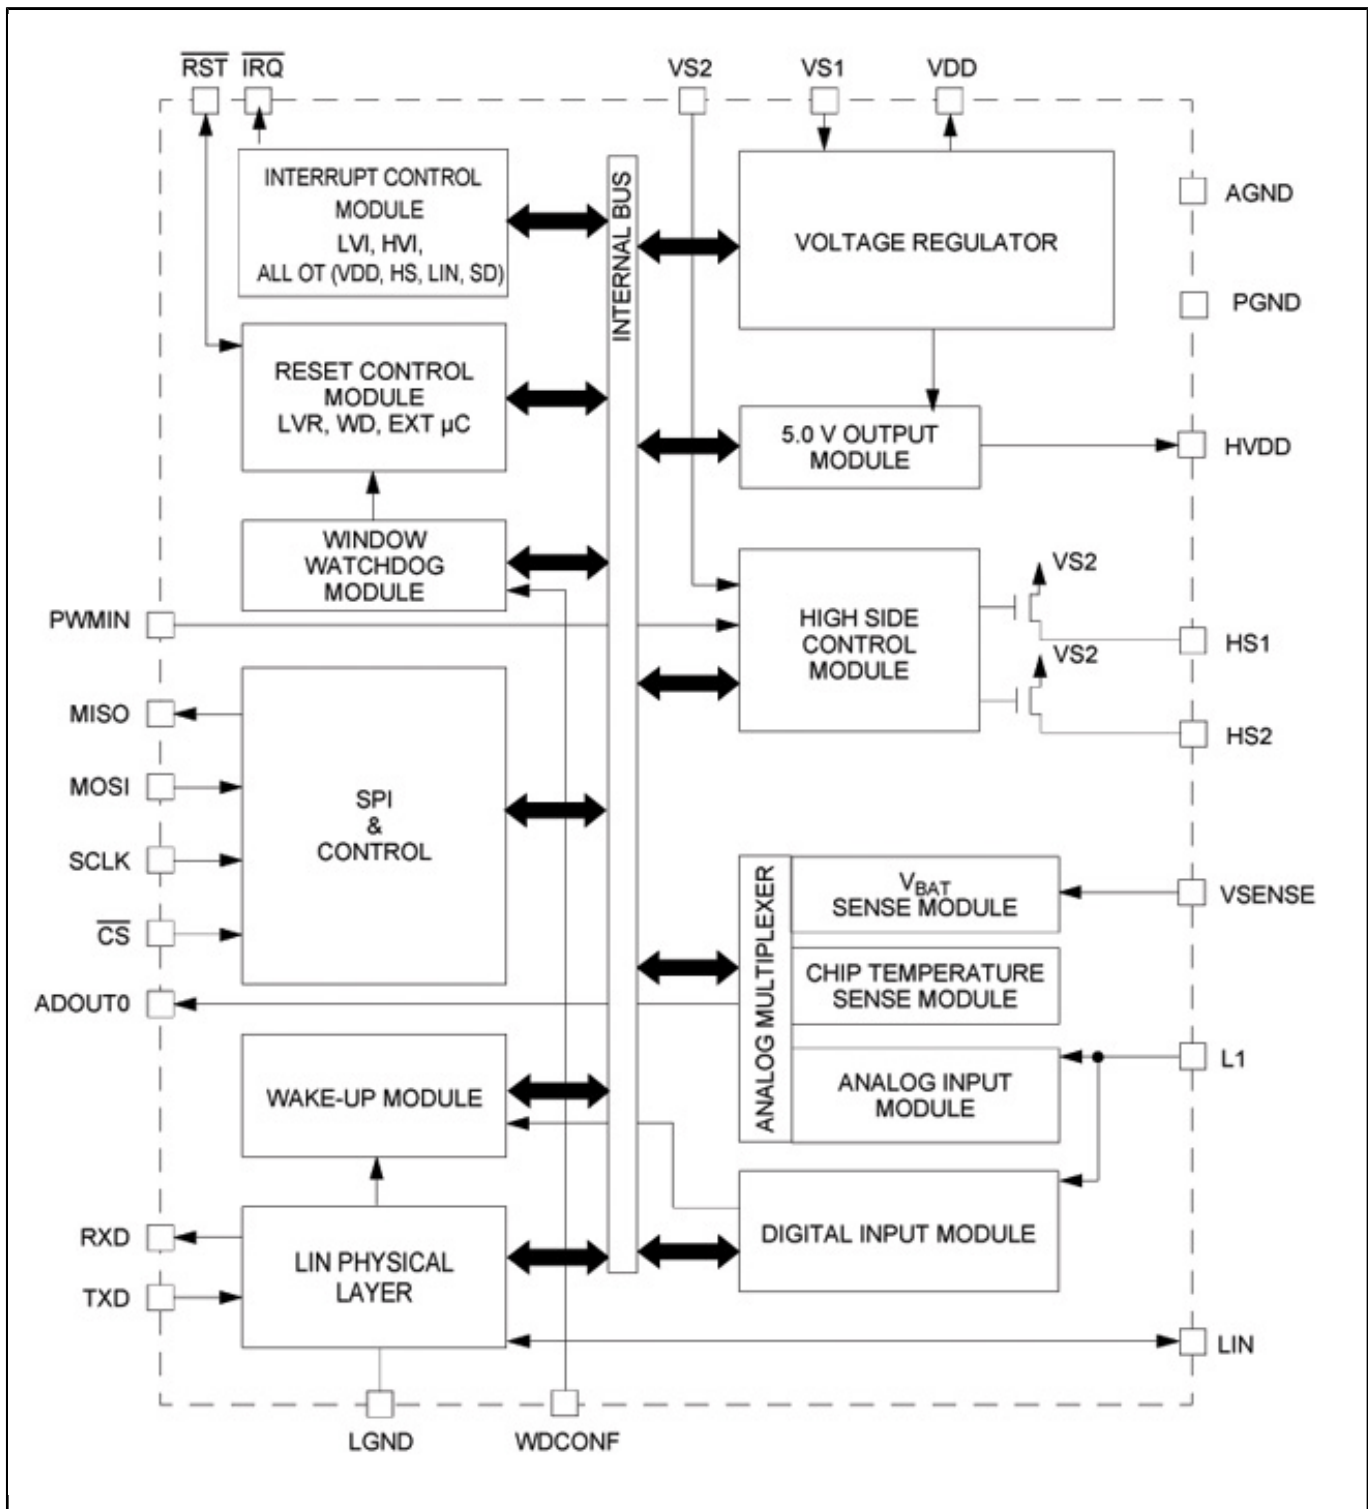 RST IRQ VS2 VS1 VDD
INTERRUPT CONTROL
MODULE
LVI, HVI,
ALL OT (VDD, HS, LIN, SD)
INTERNAL BUS
VOLTAGE REGULATOR
AGND
PGND
RESET CONTROL
MODULE
LVR, WD, EXT µC
5.0 V OUTPUT
MODULE
HVDD
WINDOW
WATCHDOG
MODULE
PWMIN
HIGH SIDE
CONTROL
MODULE
VS2
HS1
VS2
HS2
MISO
MOSI
SCLK
CS
SPI
&
CONTROL
ANALOG MULTIPLEXER
VBAT
SENSE MODULE
VSENSE
CHIP TEMPERATURE
SENSE MODULE
ADOUT0
ANALOG INPUT
MODULE
L1
WAKE-UP MODULE
DIGITAL INPUT MODULE
RXD
TXD
LIN PHYSICAL
LAYER
LIN
LGND
WDCONF